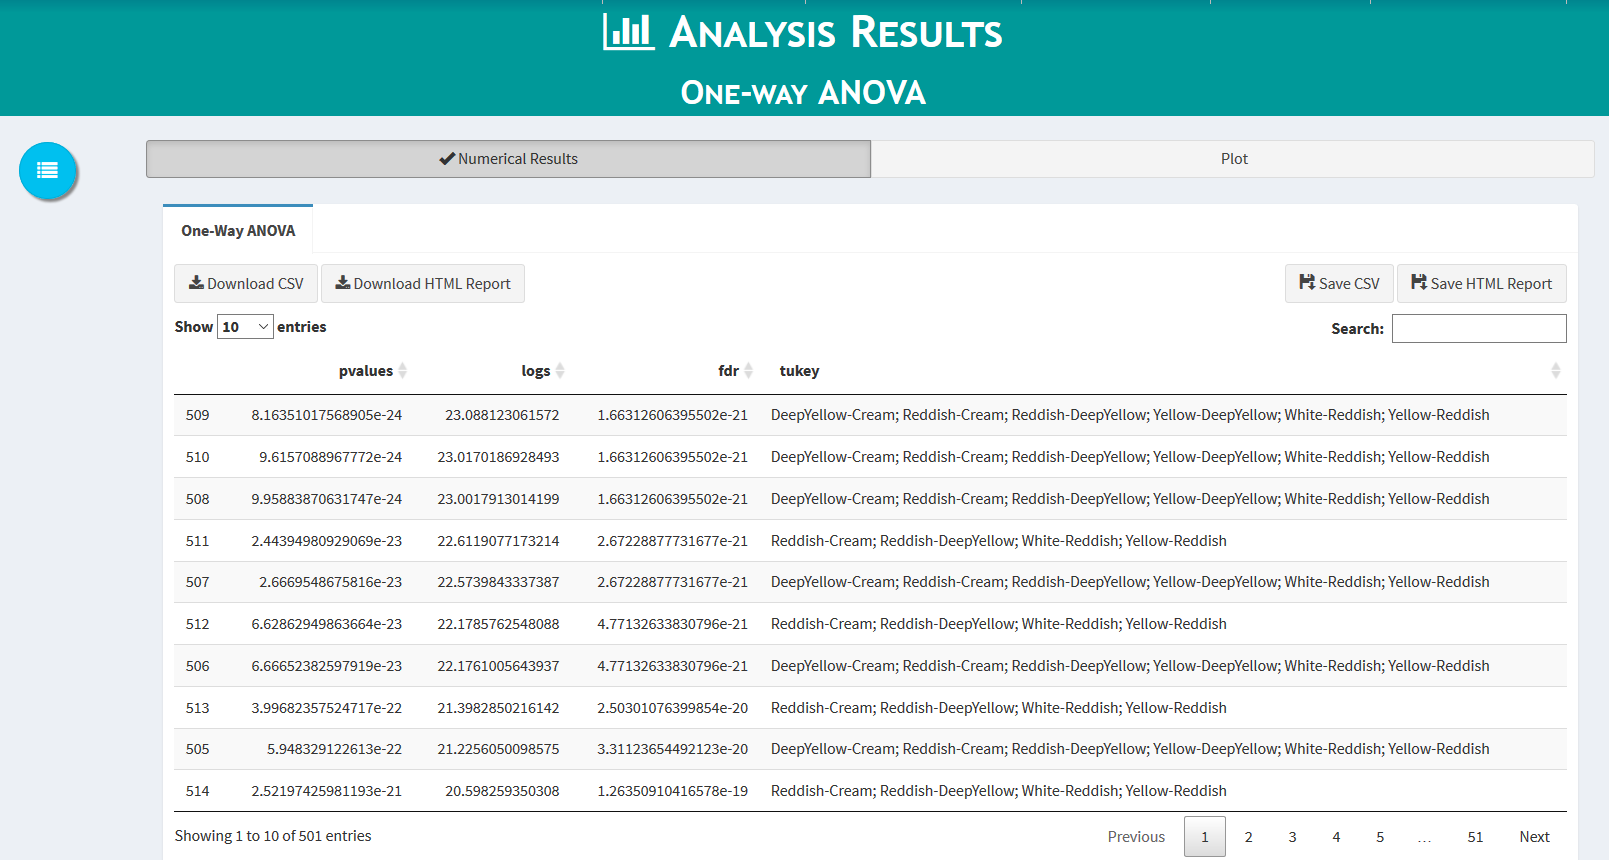 Analysis Results
One-way ANOVA
Numerical Results Plot
One-Way ANOVA
Download CSV Download HTML Report Save CSV Save HTML Report
Show 10 entries Search:
pvalues logs fdr tukey
509 8.16351017568905e-24 23.088123061572 1.66312606395502e-21 DeepYellow-Cream; Reddish-Cream; Reddish-DeepYellow; Yellow-DeepYellow; White-Reddish; Yellow-Reddish
510 9.6157088967772e-24 23.0170186928493 1.66312606395502e-21 DeepYellow-Cream; Reddish-Cream; Reddish-DeepYellow; Yellow-DeepYellow; White-Reddish; Yellow-Reddish
508 9.95883870631747e-24 23.0017913014199 1.66312606395502e-21 DeepYellow-Cream; Reddish-Cream; Reddish-DeepYellow; Yellow-DeepYellow; White-Reddish; Yellow-Reddish
511 2.44394980929069e-23 22.6119077173214 2.67228877731677e-21 Reddish-Cream; Reddish-DeepYellow; White-Reddish; Yellow-Reddish
507 2.6669548675816e-23 22.5739843337387 2.67228877731677e-21 DeepYellow-Cream; Reddish-Cream; Reddish-DeepYellow; Yellow-DeepYellow; White-Reddish; Yellow-Reddish
512 6.62862949863664e-23 22.1785762548088 4.77132633830796e-21 Reddish-Cream; Reddish-DeepYellow; White-Reddish; Yellow-Reddish
506 6.66652382597919e-23 22.1761005643937 4.77132633830796e-21 DeepYellow-Cream; Reddish-Cream; Reddish-DeepYellow; Yellow-DeepYellow; White-Reddish; Yellow-Reddish
513 3.99682357524717e-22 21.3982850216142 2.50301076399854e-20 Reddish-Cream; Reddish-DeepYellow; White-Reddish; Yellow-Reddish
505 5.948329122613e-22 21.2256050098575 3.31123654492123e-20 DeepYellow-Cream; Reddish-Cream; Reddish-DeepYellow; Yellow-DeepYellow; White-Reddish; Yellow-Reddish
514 2.52197425981193e-21 20.598259350308 1.26350910416578e-19 Reddish-Cream; Reddish-DeepYellow; White-Reddish; Yellow-Reddish
Showing 1 to 10 of 501 entries Previous 1 2 3 4 5 … 51 Next